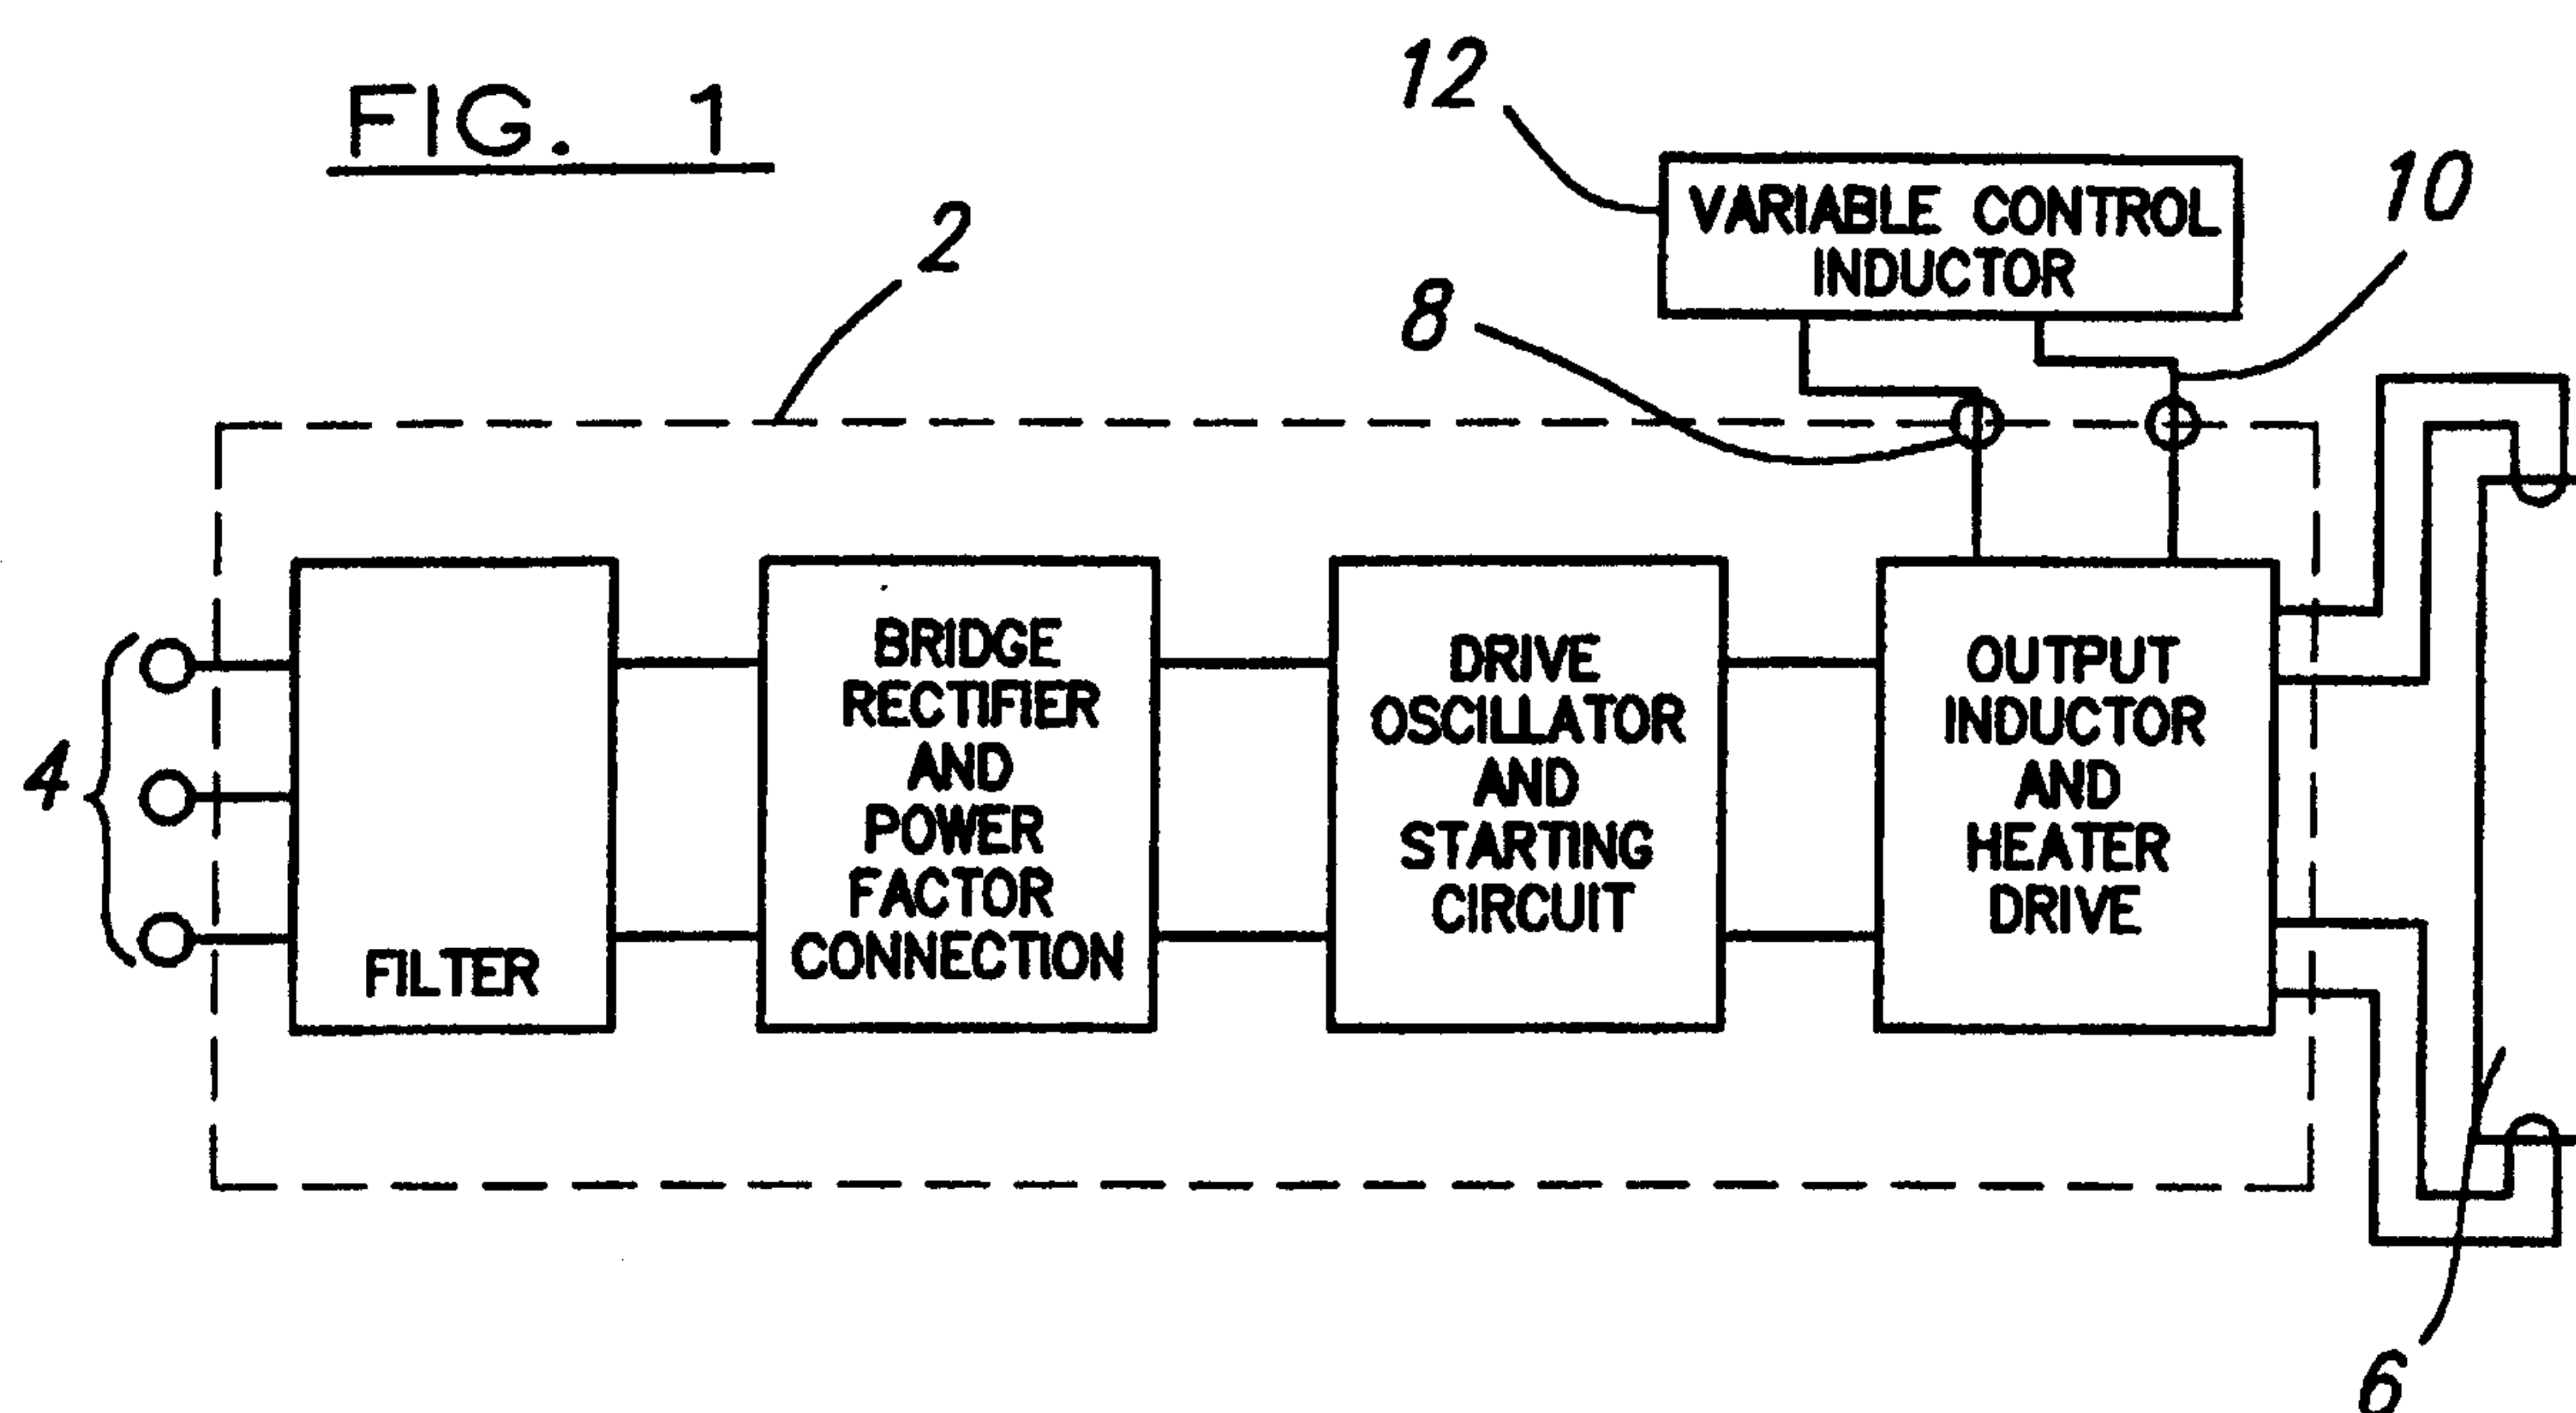 FIG. 1
12
VARIABLE CONTROL
INDUCTOR
10
2
8
4
FILTER
BRIDGE
RECTIFIER
AND
POWER
FACTOR
CONNECTION
DRIVE
OSCILLATOR
AND
STARTING
CIRCUIT
OUTPUT
INDUCTOR
AND
HEATER
DRIVE
6